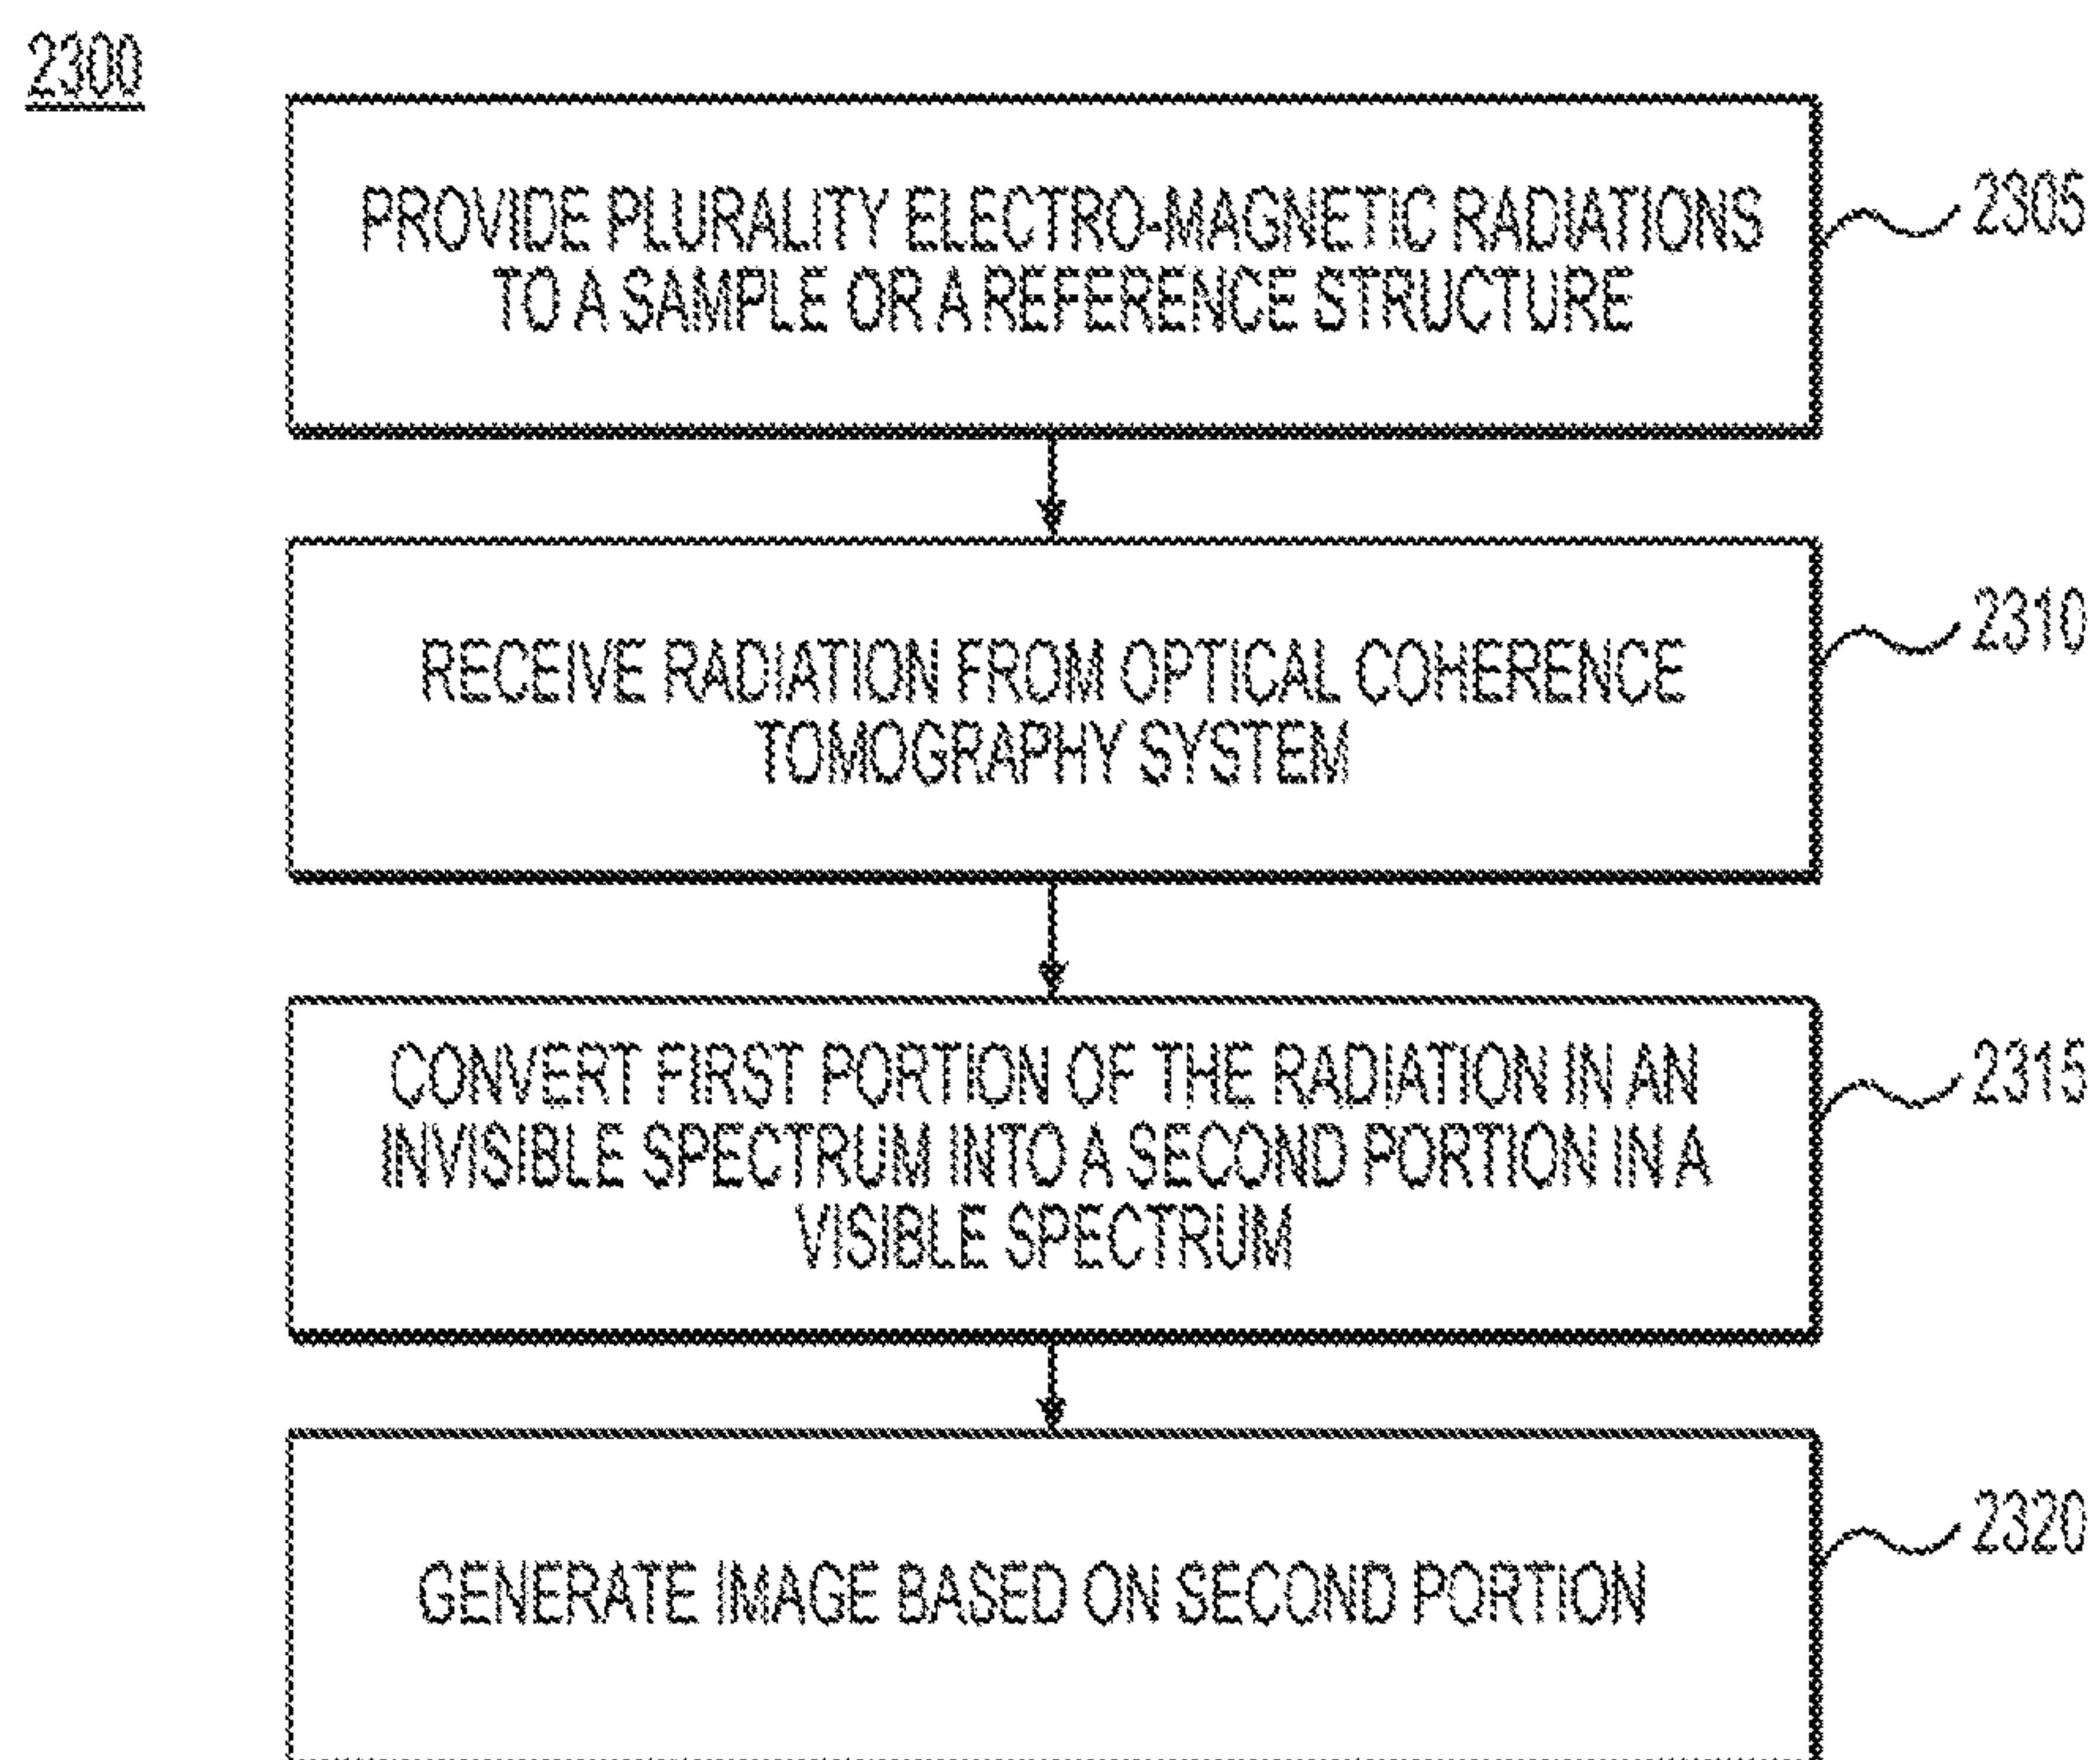 2300
PROVIDE PLURALITY ELECTRO-MAGNETIC RADIATIONS
TO A SAMPLE OR A REFERENCE STRUCTURE
2305
RECEIVE RADIATION FROM OPTICAL COHERENCE
TOMOGRAPHY SYSTEM
2310
CONVERT FIRST PORTION OF THE RADIATION IN AN
INVISIBLE SPECTRUM INTO A SECOND PORTION IN A
VISIBLE SPECTRUM
2315
GENERATE IMAGE BASED ON SECOND PORTION
2320